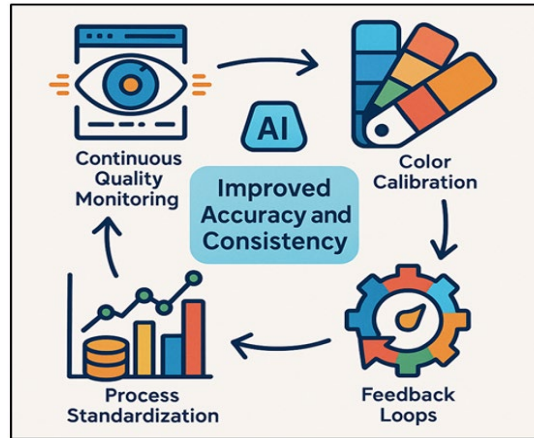 AI
Improved
Accuracy and
Consistency
Continuous
Quality
Monitoring
Color
Calibration
Feedback
Loops
Process
Standardization